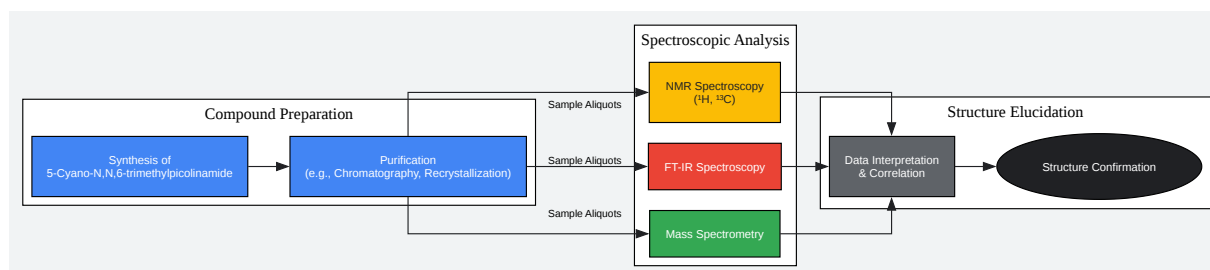 Compound Preparation
Synthesis of
5-Cyano-N,N,6-trimethylpicolinamide
Purification
(e.g., Chromatography, Recrystallization)
Sample Aliquots
Sample Aliquots
Sample Aliquots
Spectroscopic Analysis
NMR Spectroscopy
(¹H, ¹³C)
FT-IR Spectroscopy
Mass Spectrometry
Structure Elucidation
Data Interpretation
& Correlation
Structure Confirmation